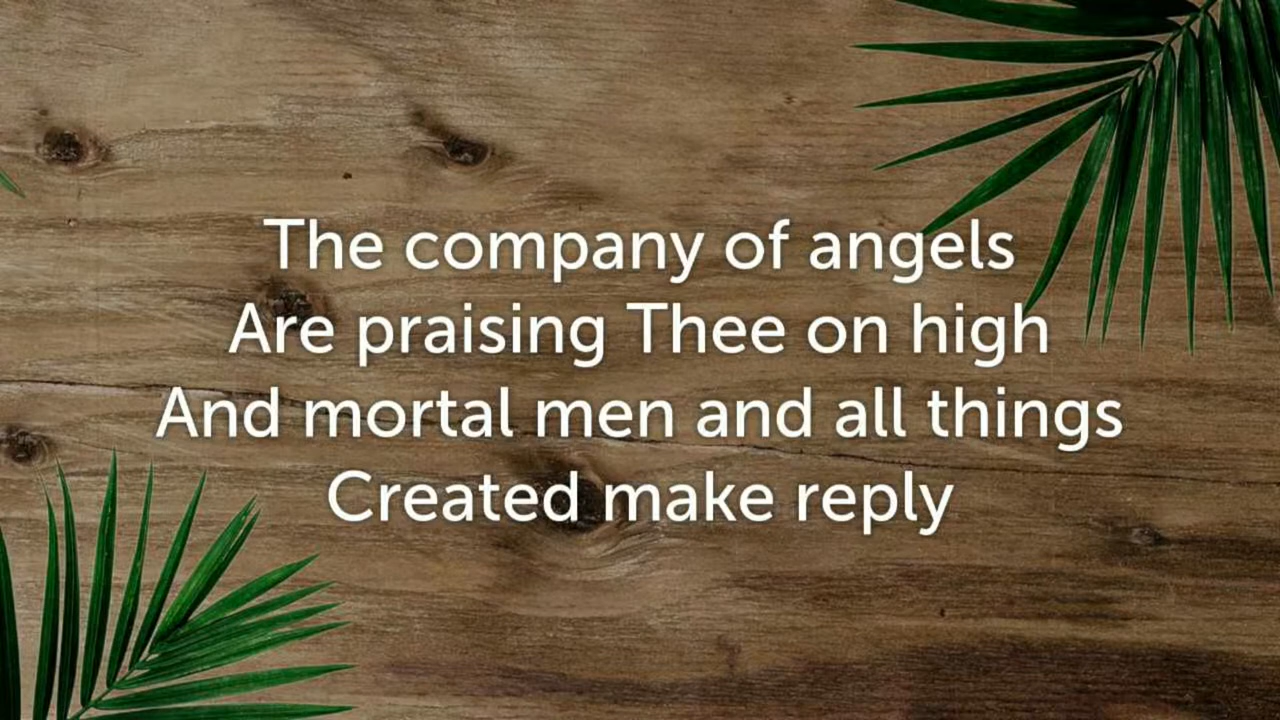 The company of angels
Are praising Thee on high
And mortal men and all things
Created make reply